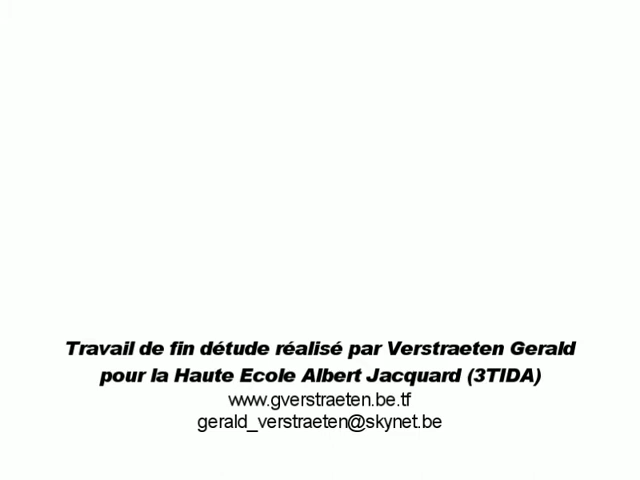 Travail de fin détude réalisé par Verstraeten Gerald
pour la Haute Ecole Albert Jacquard (3TIDA)
www.gverstraeten.be.tf
gerald_verstraeten@skynet.be